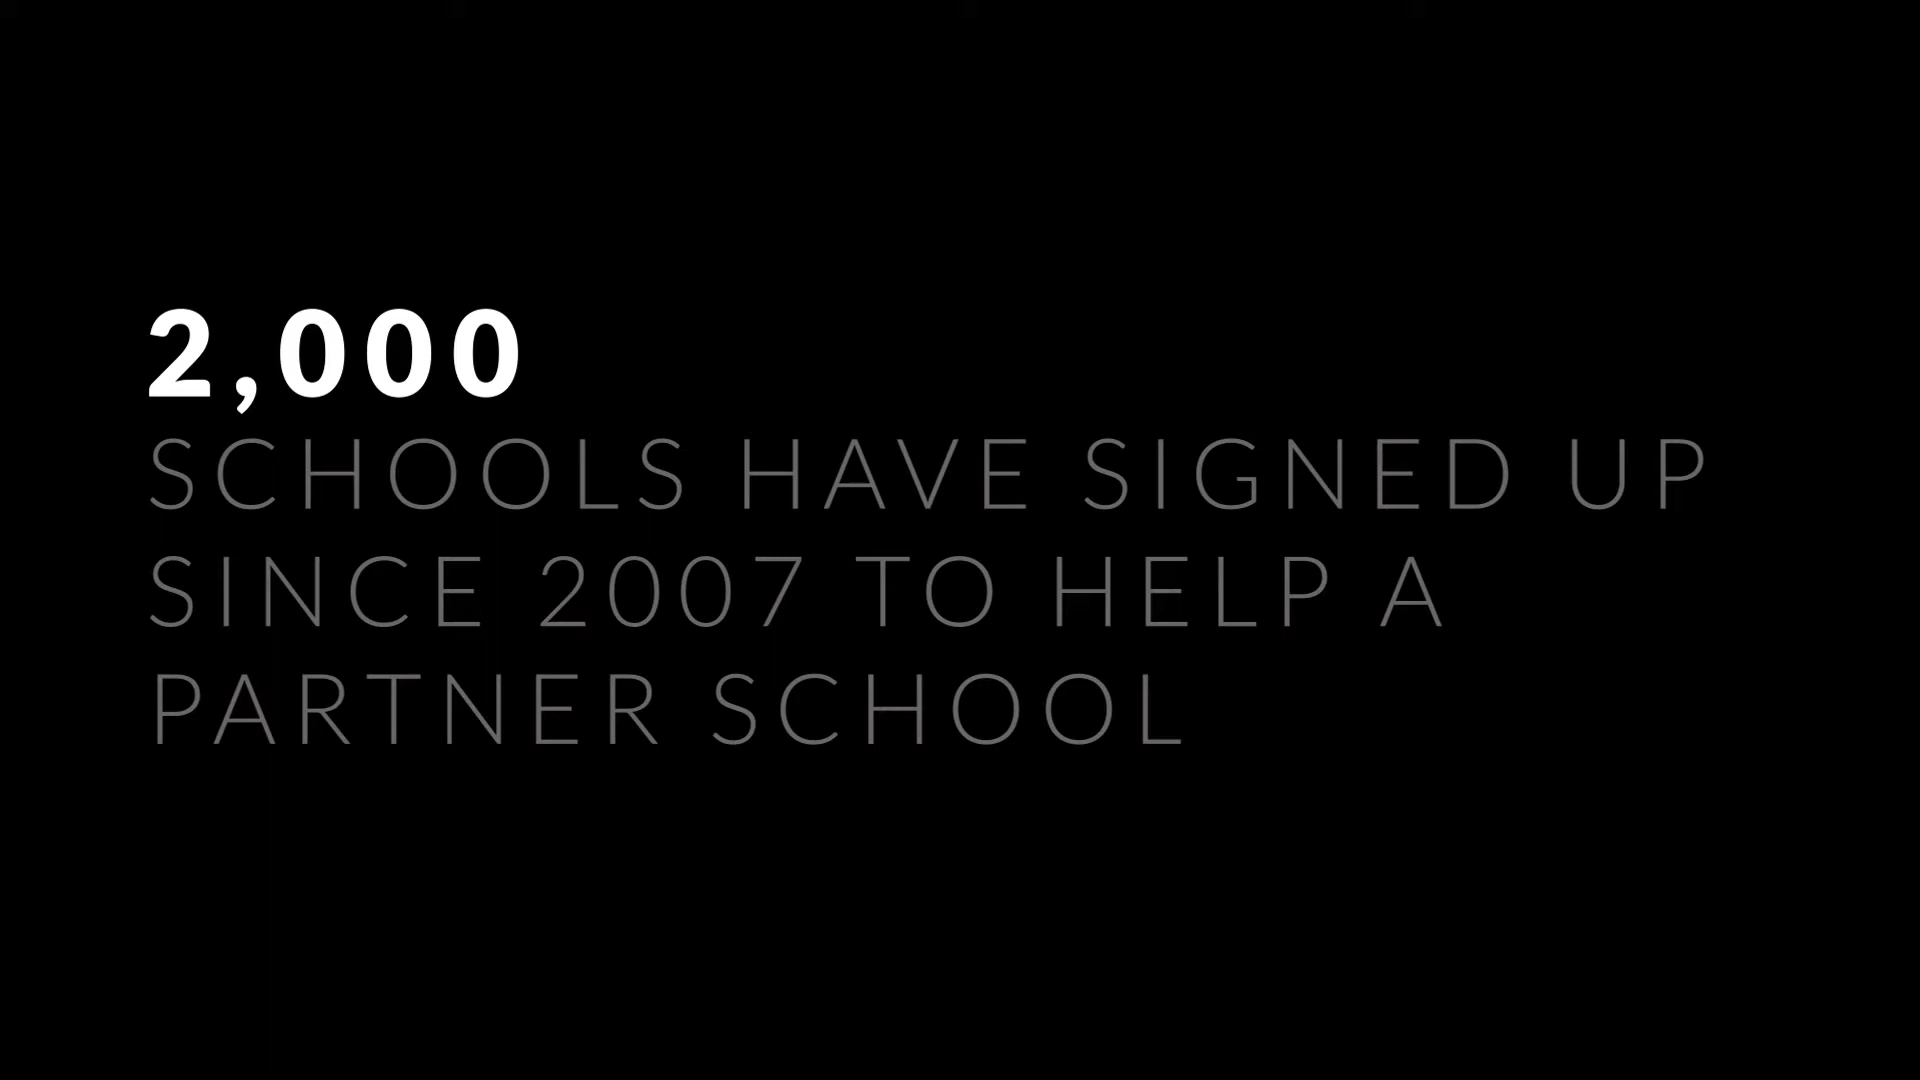 2,000
SCHOOLS HAVE SIGNED UP
SINCE 2007 TO HELP A
PARTNER SCHOOL